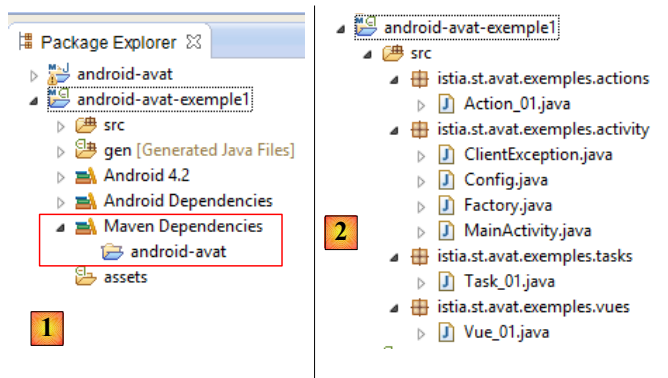 Package Explorer
android-avat
android-avat-exemple1
src
gen [Generated Java Files]
Android 4.2
Android Dependencies
Maven Dependencies
android-avat
assets
1
android-avat-exemple1
src
istia.st.avat.exemples.actions
Action_01.java
istia.st.avat.exemples.activity
ClientException.java
Config.java
Factory.java
MainActivity.java
istia.st.avat.exemples.tasks
Task_01.java
istia.st.avat.exemples.vues
Vue_01.java
2